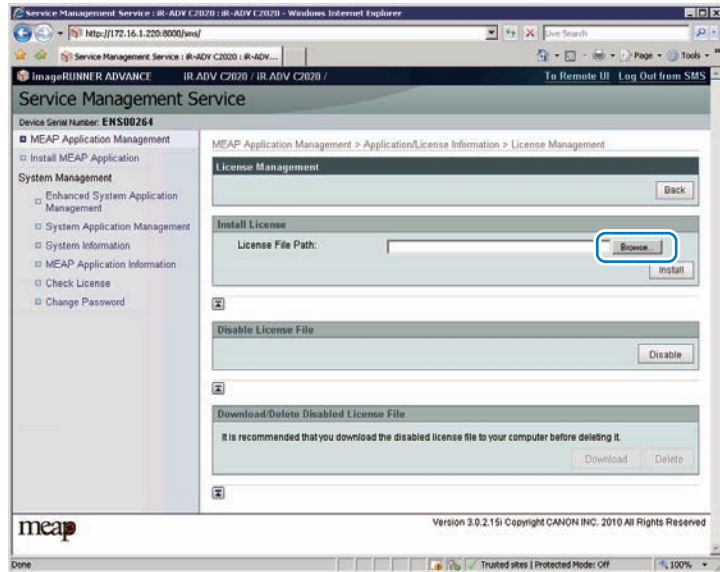 Service Management Service : iR-ADV C2020 : iR-ADV C2020 - Windows Internet Explorer
http://172.16.1.220:8000/sms/
Live Search
Service Management Service : iR-ADV C2020 : iR-ADV...
Page
Tools
imageRUNNER ADVANCE iR-ADV C2020 / iR-ADV C2020 /
To Remote UI Log Out from SMS
Service Management Service
Device Serial Number: ENS00264
MEAP Application Management
Install MEAP Application
System Management
Enhanced System Application
Management
System Application Management
System Information
MEAP Application Information
Check License
Change Password
MEAP Application Management > Application/License Information > License Management
License Management
Back
Install License
License File Path:
Browse...
Install
Disable License File
Disable
Download/Delete Disabled License File
It is recommended that you download the disabled license file to your computer before deleting it.
Download Delete
meap
Version 3.0.2.15i Copyright CANON INC. 2010 All Rights Reserved
Done
Trusted sites | Protected Mode: Off
100%